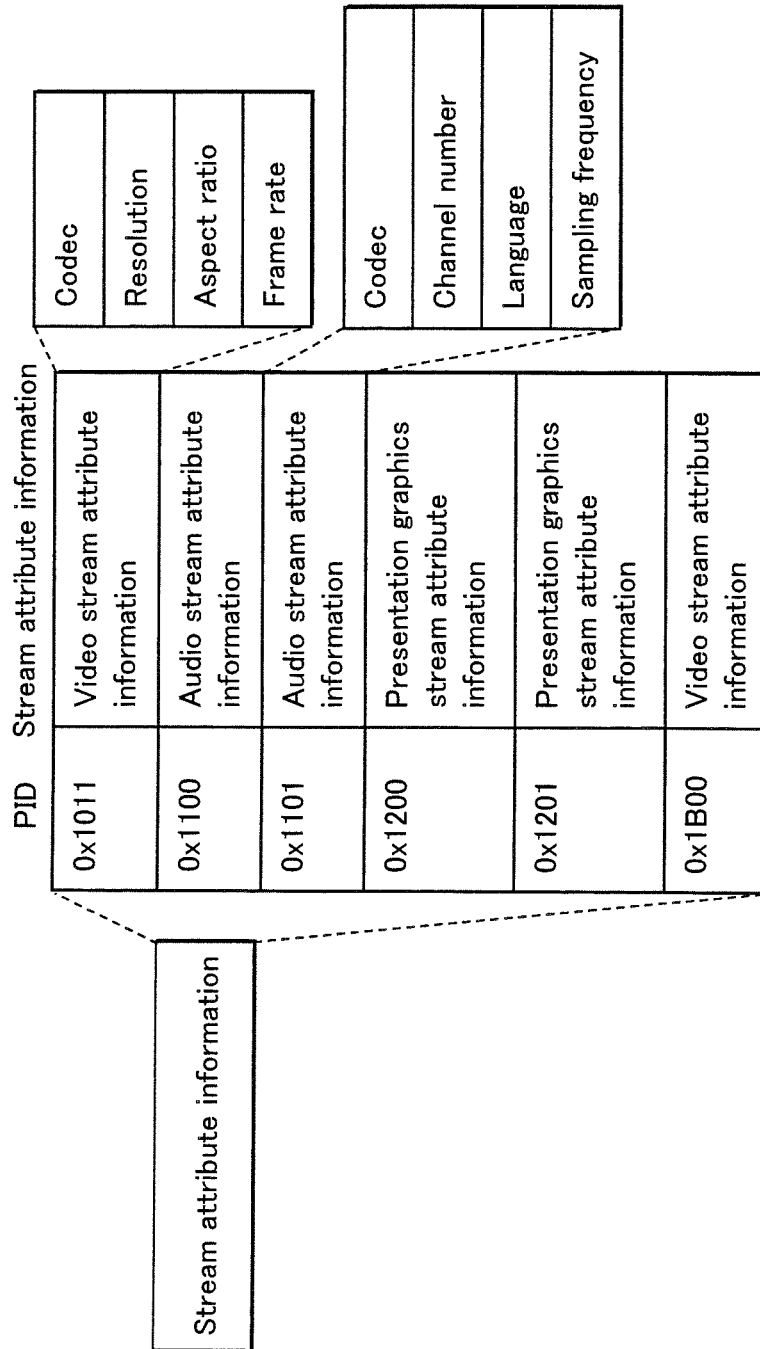 Stream attribute information
PID
Stream attribute information
0x1011
Video stream attribute
information
0x1100
Audio stream attribute
information
0x1101
Audio stream attribute
information
0x1200
Presentation graphics
stream attribute
information
0x1201
Presentation graphics
stream attribute
information
0x1B00
Video stream attribute
information
Codec
Resolution
Aspect ratio
Frame rate
Codec
Channel number
Language
Sampling frequency